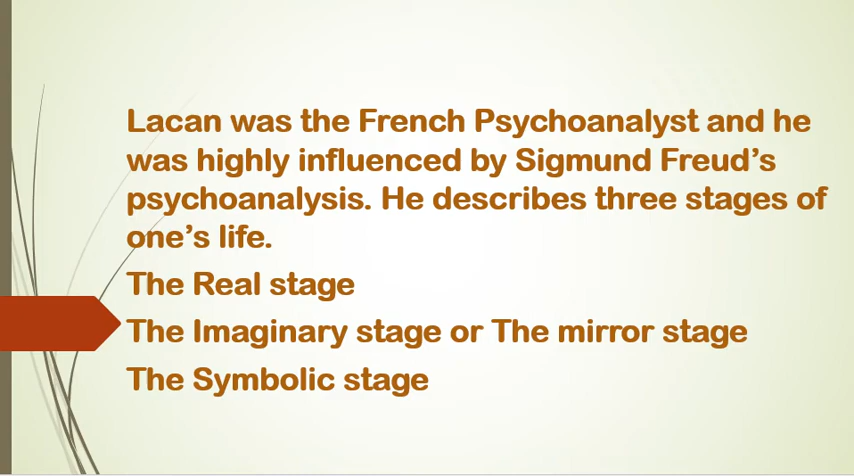 Lacan was the French Psychoanalyst and he
was highly influenced by Sigmund Freud’s
psychoanalysis. He describes three stages of
one’s life.
The Real stage
The Imaginary stage or The mirror stage
The Symbolic stage